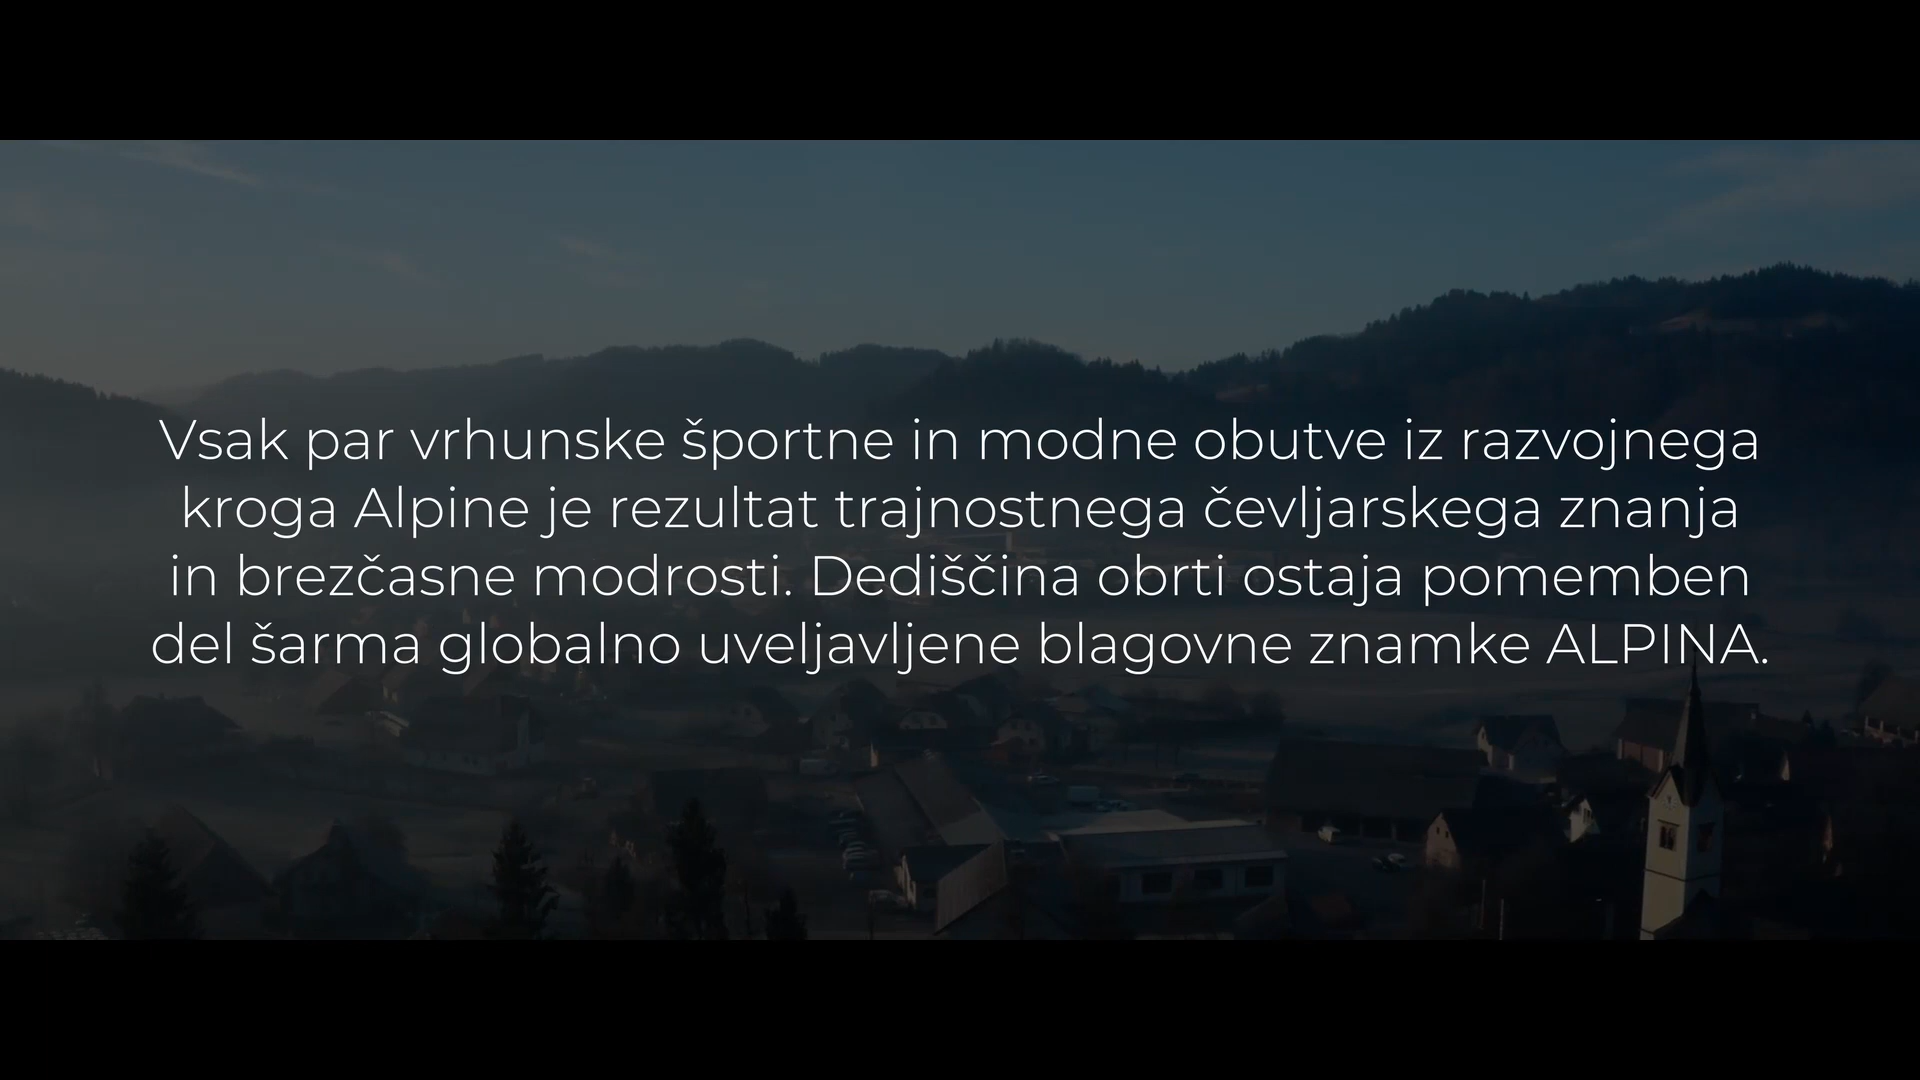 Vsak par vrhunske športne in modne obutve iz razvojnega
kroga Alpine je rezultat trajnostnega čevljarskega znanja
in brezčasne modrosti. Dediščina obrti ostaja pomemben
del šarma globalno uveljavljene blagovne znamke ALPINA.